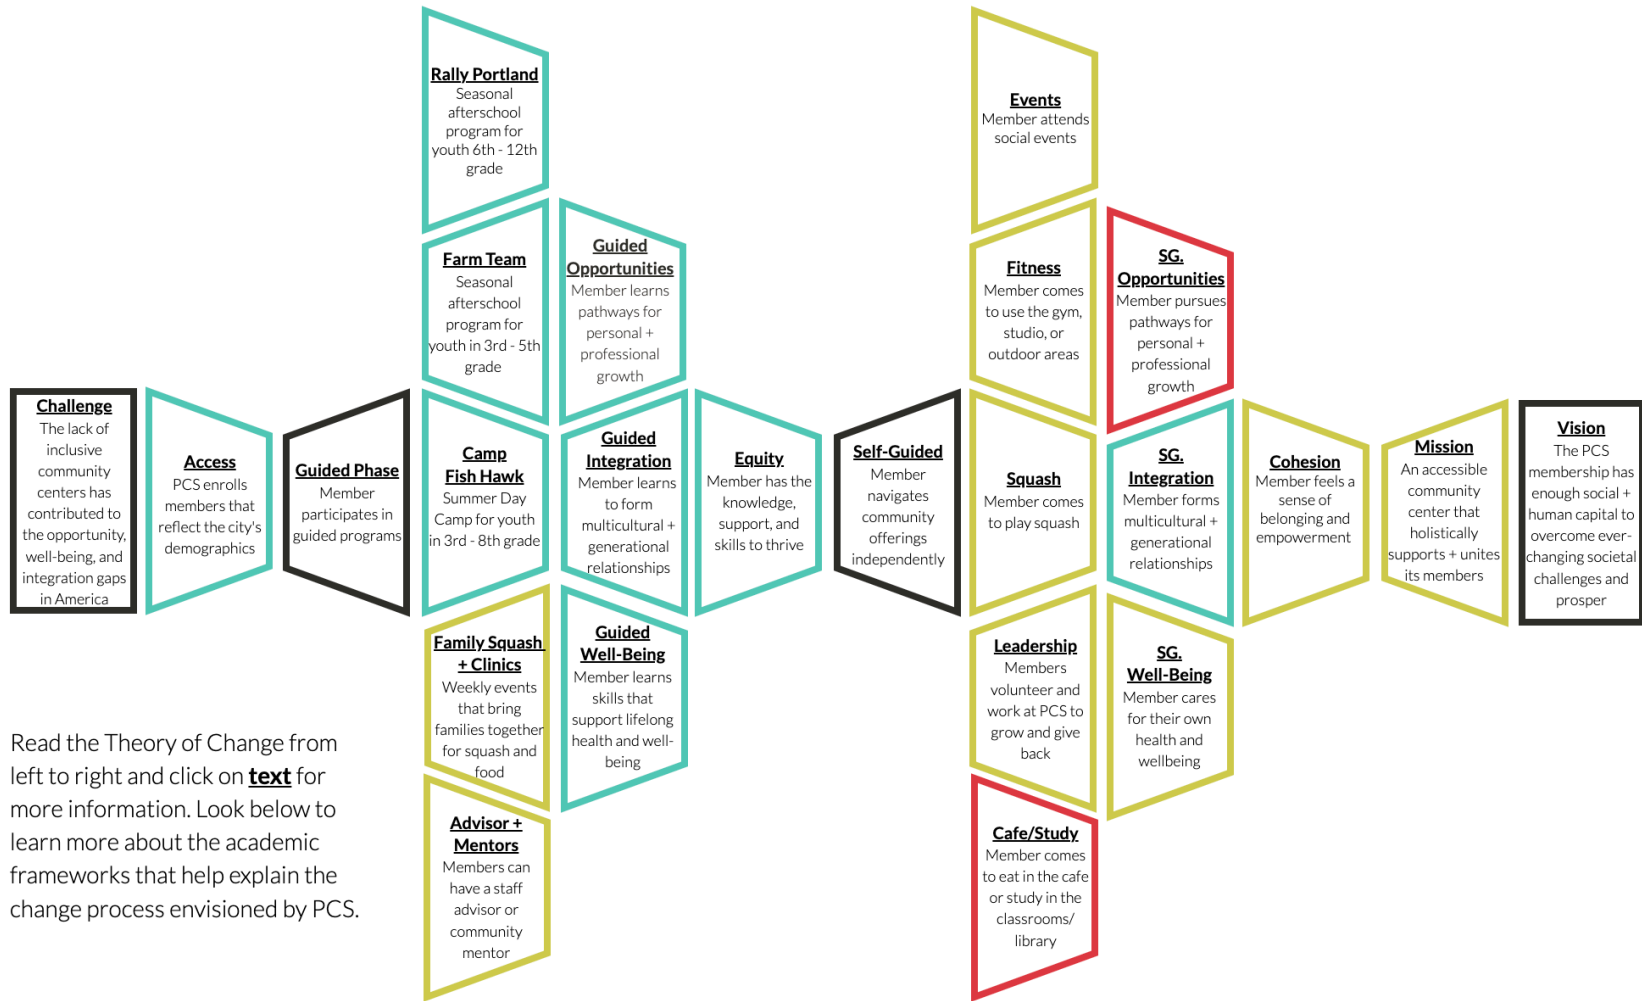 Challenge
The lack of
inclusive
community
centers has
contributed to
the opportunity,
well-being, and
integration gaps
in America
Access
PCS enrolls
members that
reflect the city's
demographics
Guided Phase
Member
participates in
guided programs
Rally Portland
Seasonal
afterschool
program for
youth 6th - 12th
grade
Farm Team
Seasonal
afterschool
program for
youth in 3rd - 5th
grade
Camp
Fish Hawk
Summer Day
Camp for youth
in 3rd - 8th grade
Family Squash
+ Clinics
Weekly events
that bring
families together
for squash and
food
Advisor +
Mentors
Members can
have a staff
advisor or
community
mentor
Guided
Opportunities
Member learns
pathways for
personal +
professional
growth
Guided
Integration
Member learns
to form
multicultural +
generational
relationships
Guided
Well-Being
Member learns
skills that
support lifelong
health and well-
being
Equity
Member has the
knowledge,
support, and
skills to thrive
Self-Guided
Member
navigates
community
offerings
independently
Events
Member attends
social events
Fitness
Member comes
to use the gym,
studio, or
outdoor areas
Squash
Member comes
to play squash
Leadership
Members
volunteer and
work at PCS to
grow and give
back
Cafe/Study
Member comes
to eat in the cafe
or study in the
classrooms/
library
SG.
Opportunities
Member pursues
pathways for
personal +
professional
growth
SG.
Integration
Member forms
multicultural +
generational
relationships
SG.
Well-Being
Member cares
for their own
health and
wellbeing
Cohesion
Member feels a
sense of
belonging and
empowerment
Mission
An accessible
community
center that
holistically
supports + unites
its members
Vision
The PCS
membership has
enough social +
human capital to
overcome ever-
changing societal
challenges and
prosper
Read the Theory of Change from
left to right and click on text for
more information. Look below to
learn more about the academic
frameworks that help explain the
change process envisioned by PCS.